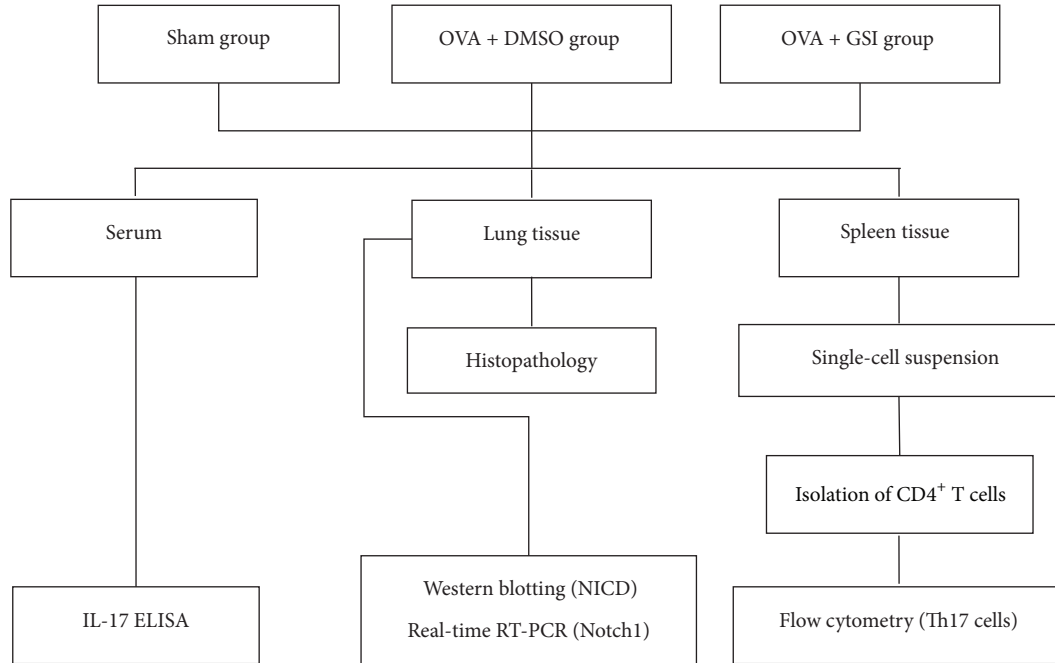 Sham group
OVA + DMSO group
OVA + GSI group
Serum
Lung tissue
Spleen tissue
Histopathology
Single-cell suspension
Isolation of CD4⁺ T cells
IL-17 ELISA
Western blotting (NICD)
Real-time RT-PCR (Notch1)
Flow cytometry (Th17 cells)